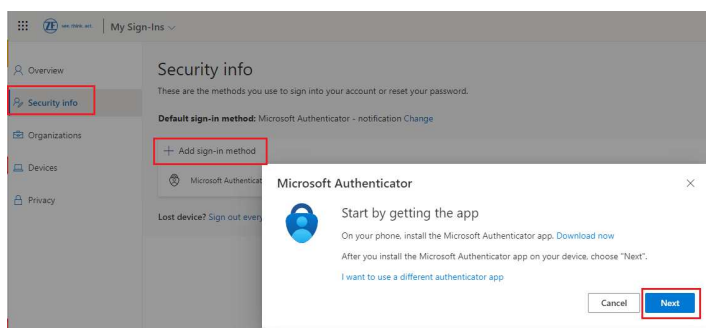 My Sign-Ins
Overview
Security info
Organizations
Devices
Privacy
Security info
These are the methods you use to sign into your account or reset your password.
Default sign-in method: Microsoft Authenticator - notification Change
+ Add sign-in method
Microsoft Authenticat
Lost device? Sign out every
Microsoft Authenticator
Start by getting the app
On your phone, install the Microsoft Authenticator app. Download now
After you install the Microsoft Authenticator app on your device, choose "Next".
I want to use a different authenticator app
Cancel
Next